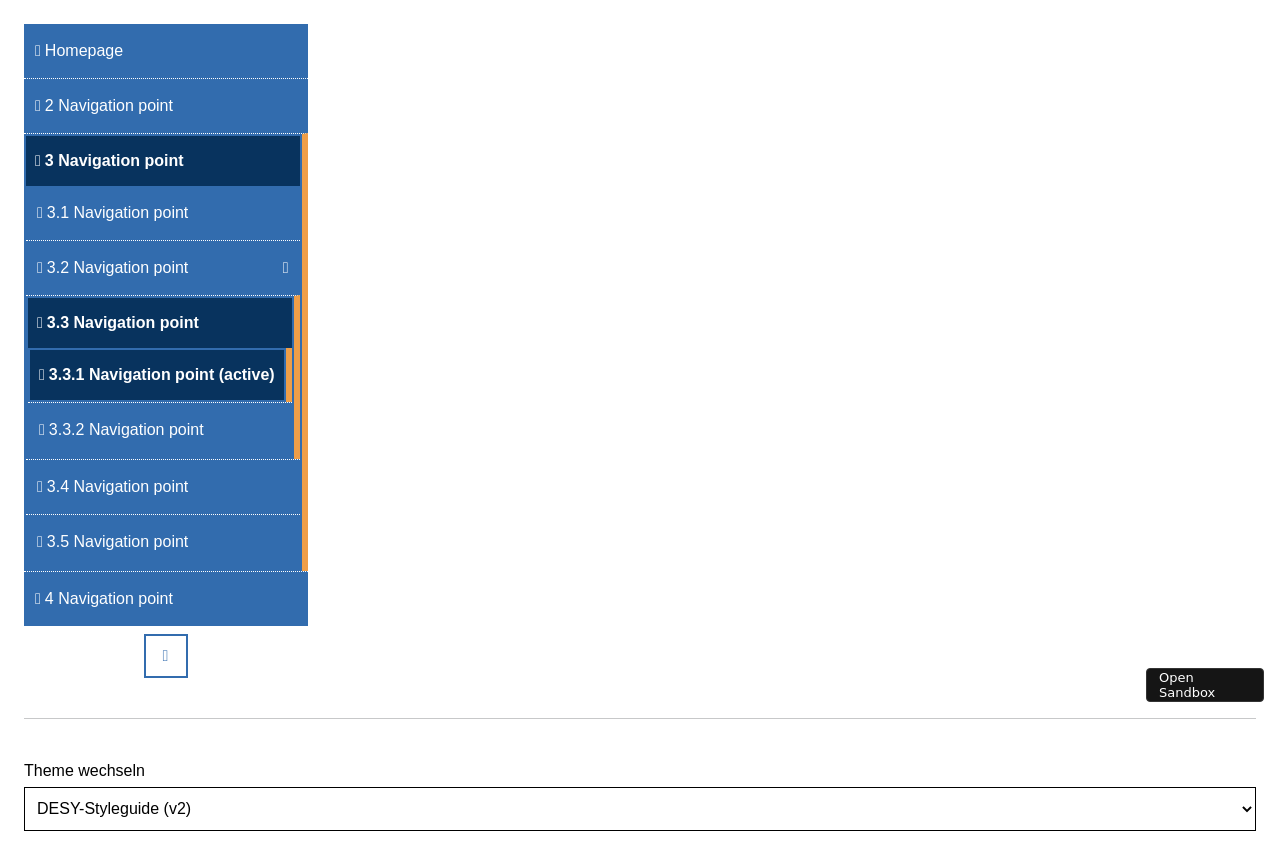 Homepage
2 Navigation point
3 Navigation point
3.1 Navigation point
3.2 Navigation point
3.3 Navigation point
3.3.1 Navigation point (active)
3.3.2 Navigation point
3.4 Navigation point
3.5 Navigation point
4 Navigation point
Open
Sandbox
Theme wechseln
DESY-Styleguide (v2)